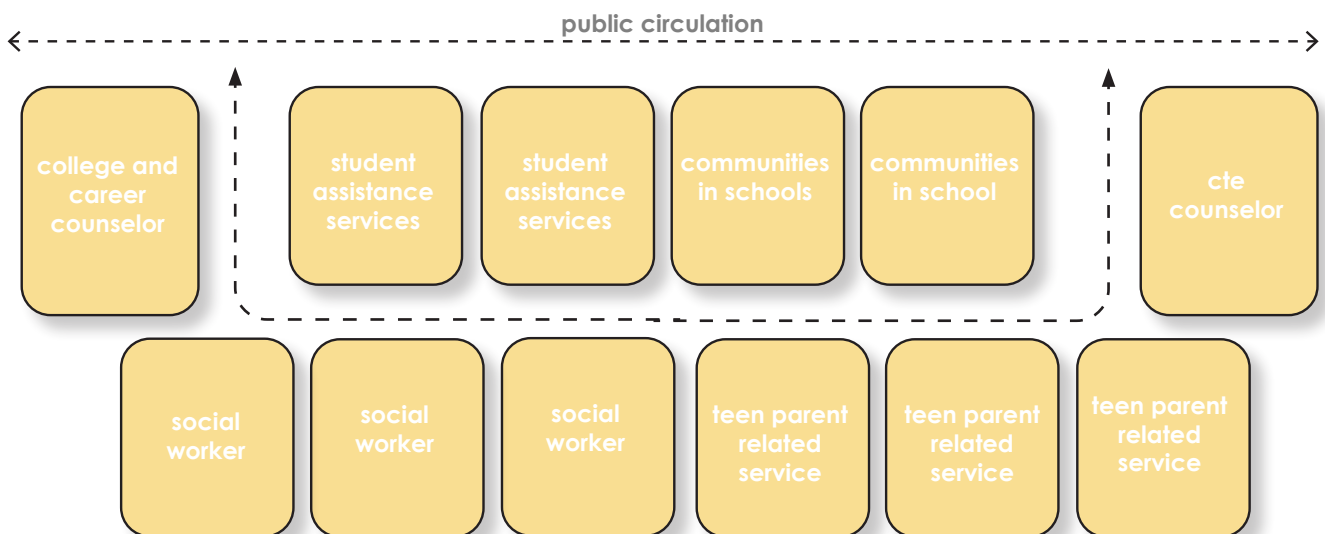 public circulation
college and
career
counselor
student
assistance
services
student
assistance
services
communities
in schools
communities
in school
cte
counselor
social
worker
social
worker
social
worker
teen parent
related
service
teen parent
related
service
teen parent
related
service